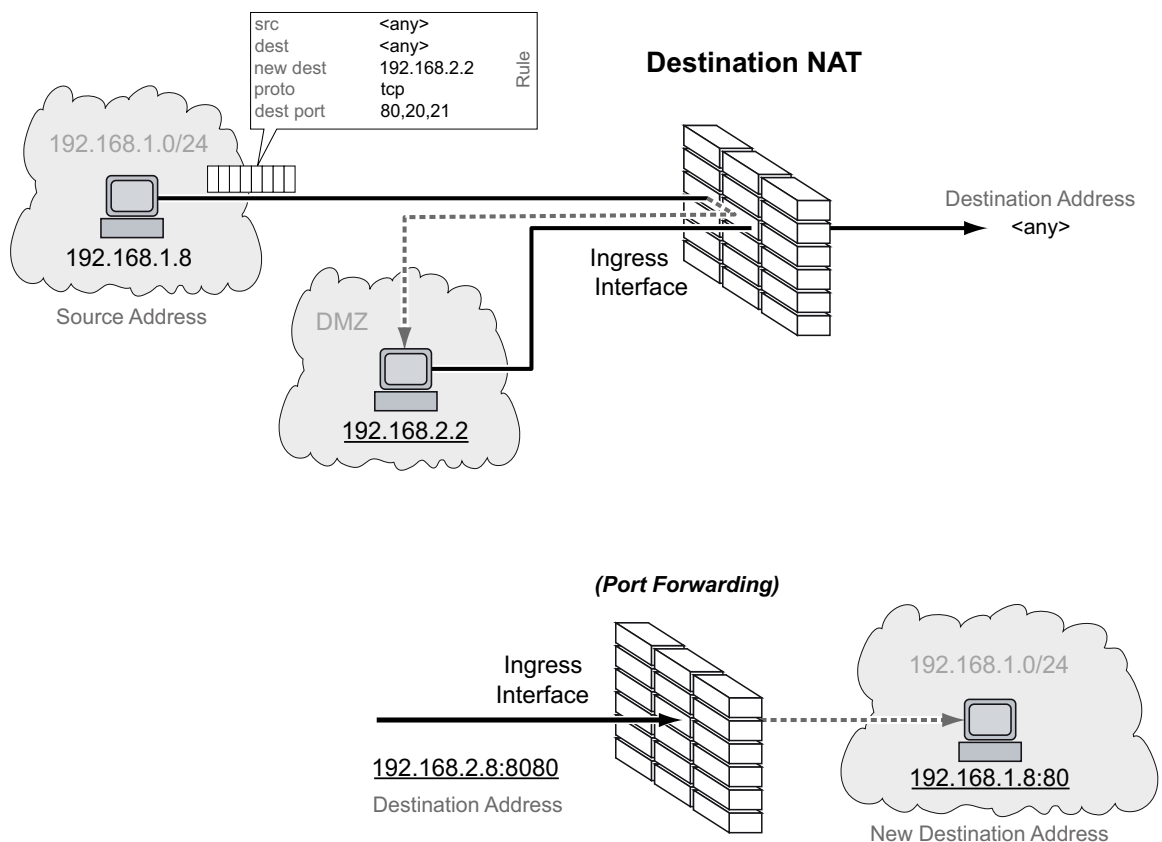 src <any>
dest <any>
new dest 192.168.2.2
proto tcp
dest port 80,20,21
Rule
Destination NAT
192.168.1.0/24
192.168.1.8
Source Address
Ingress
Interface
Destination Address
<any>
DMZ
192.168.2.2
(Port Forwarding)
Ingress
Interface
192.168.2.8:8080
Destination Address
192.168.1.0/24
192.168.1.8:80
New Destination Address